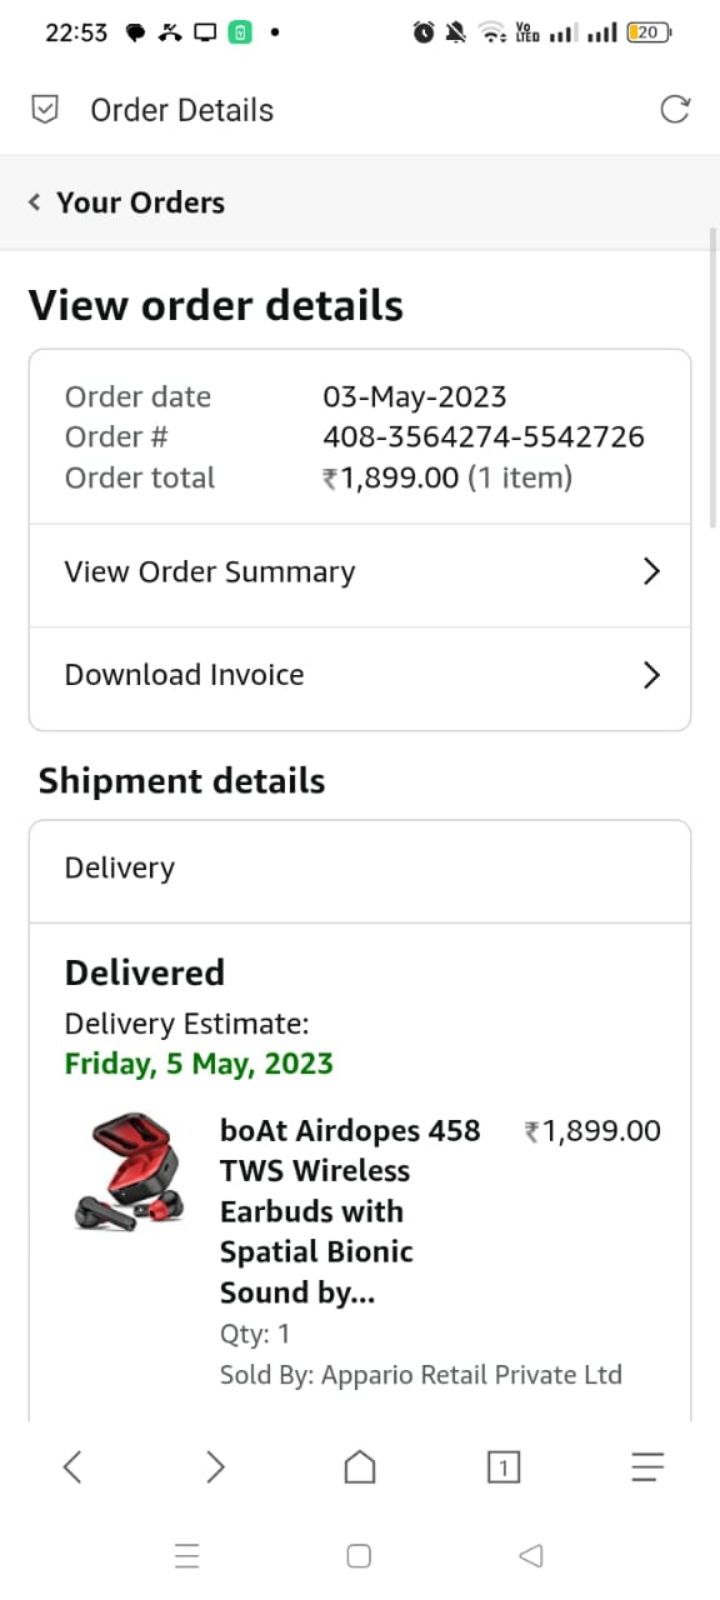 22:53
VO LTED
20
Order Details
Your Orders
View order details
Order date 03-May-2023
Order # 408-3564274-5542726
Order total ₹1,899.00 (1 item)
View Order Summary
Download Invoice
Shipment details
Delivery
Delivered
Delivery Estimate:
Friday, 5 May, 2023
boAt Airdopes 458 ₹1,899.00
TWS Wireless
Earbuds with
Spatial Bionic
Sound by...
Qty: 1
Sold By: Appario Retail Private Ltd
1